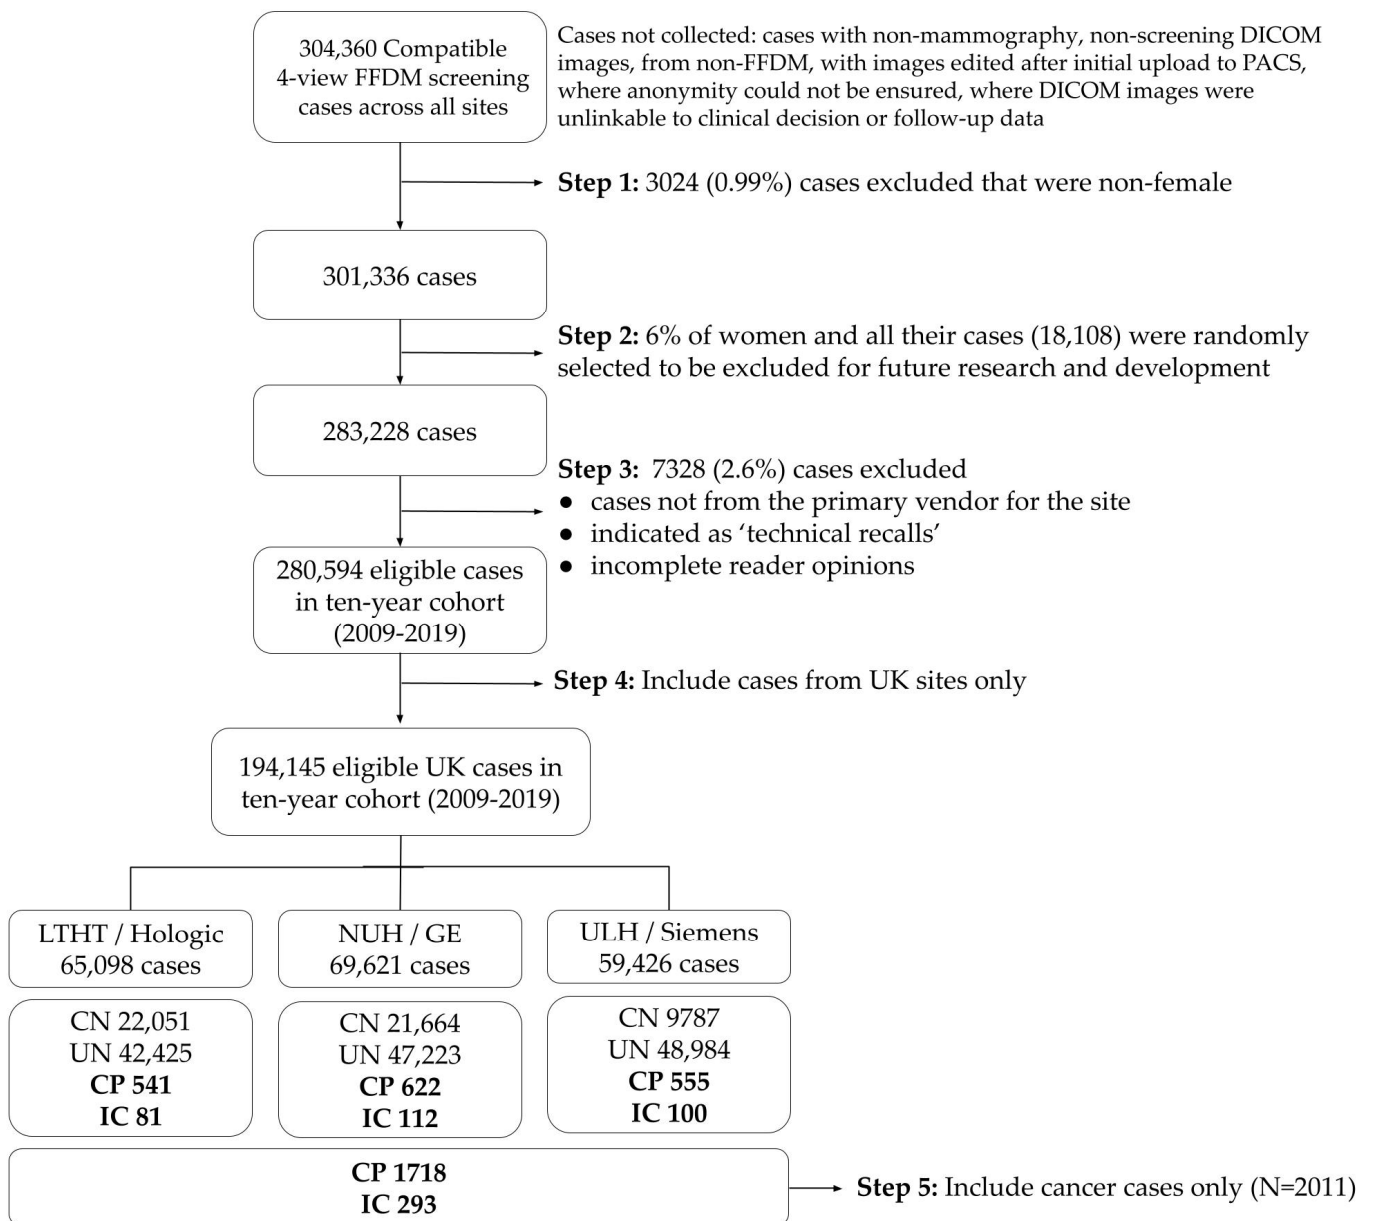 304,360 Compatible
4-view FFDM screening
cases across all sites
Cases not collected: cases with non-mammography, non-screening DICOM
images, from non-FFDM, with images edited after initial upload to PACS,
where anonymity could not be ensured, where DICOM images were
unlinkable to clinical decision or follow-up data
Step 1: 3024 (0.99%) cases excluded that were non-female
301,336 cases
Step 2: 6% of women and all their cases (18,108) were randomly
selected to be excluded for future research and development
283,228 cases
Step 3: 7328 (2.6%) cases excluded
● cases not from the primary vendor for the site
● indicated as ‘technical recalls’
● incomplete reader opinions
280,594 eligible cases
in ten-year cohort
(2009-2019)
Step 4: Include cases from UK sites only
194,145 eligible UK cases in
ten-year cohort (2009-2019)
LTHT / Hologic
65,098 cases
NUH / GE
69,621 cases
ULH / Siemens
59,426 cases
CN 22,051
UN 42,425
CP 541
IC 81
CN 21,664
UN 47,223
CP 622
IC 112
CN 9787
UN 48,984
CP 555
IC 100
CP 1718
IC 293
Step 5: Include cancer cases only (N=2011)